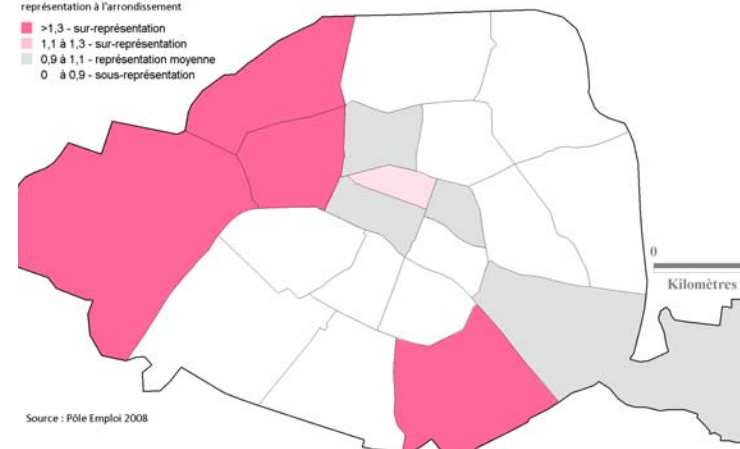 représentation à l'arrondissement
>1,3 - sur-représentation
1,1 à 1,3 - sur-représentation
0,9 à 1,1 - représentation moyenne
0 à 0,9 - sous-représentation
0
Kilomètres
Source : Pôle Emploi 2008